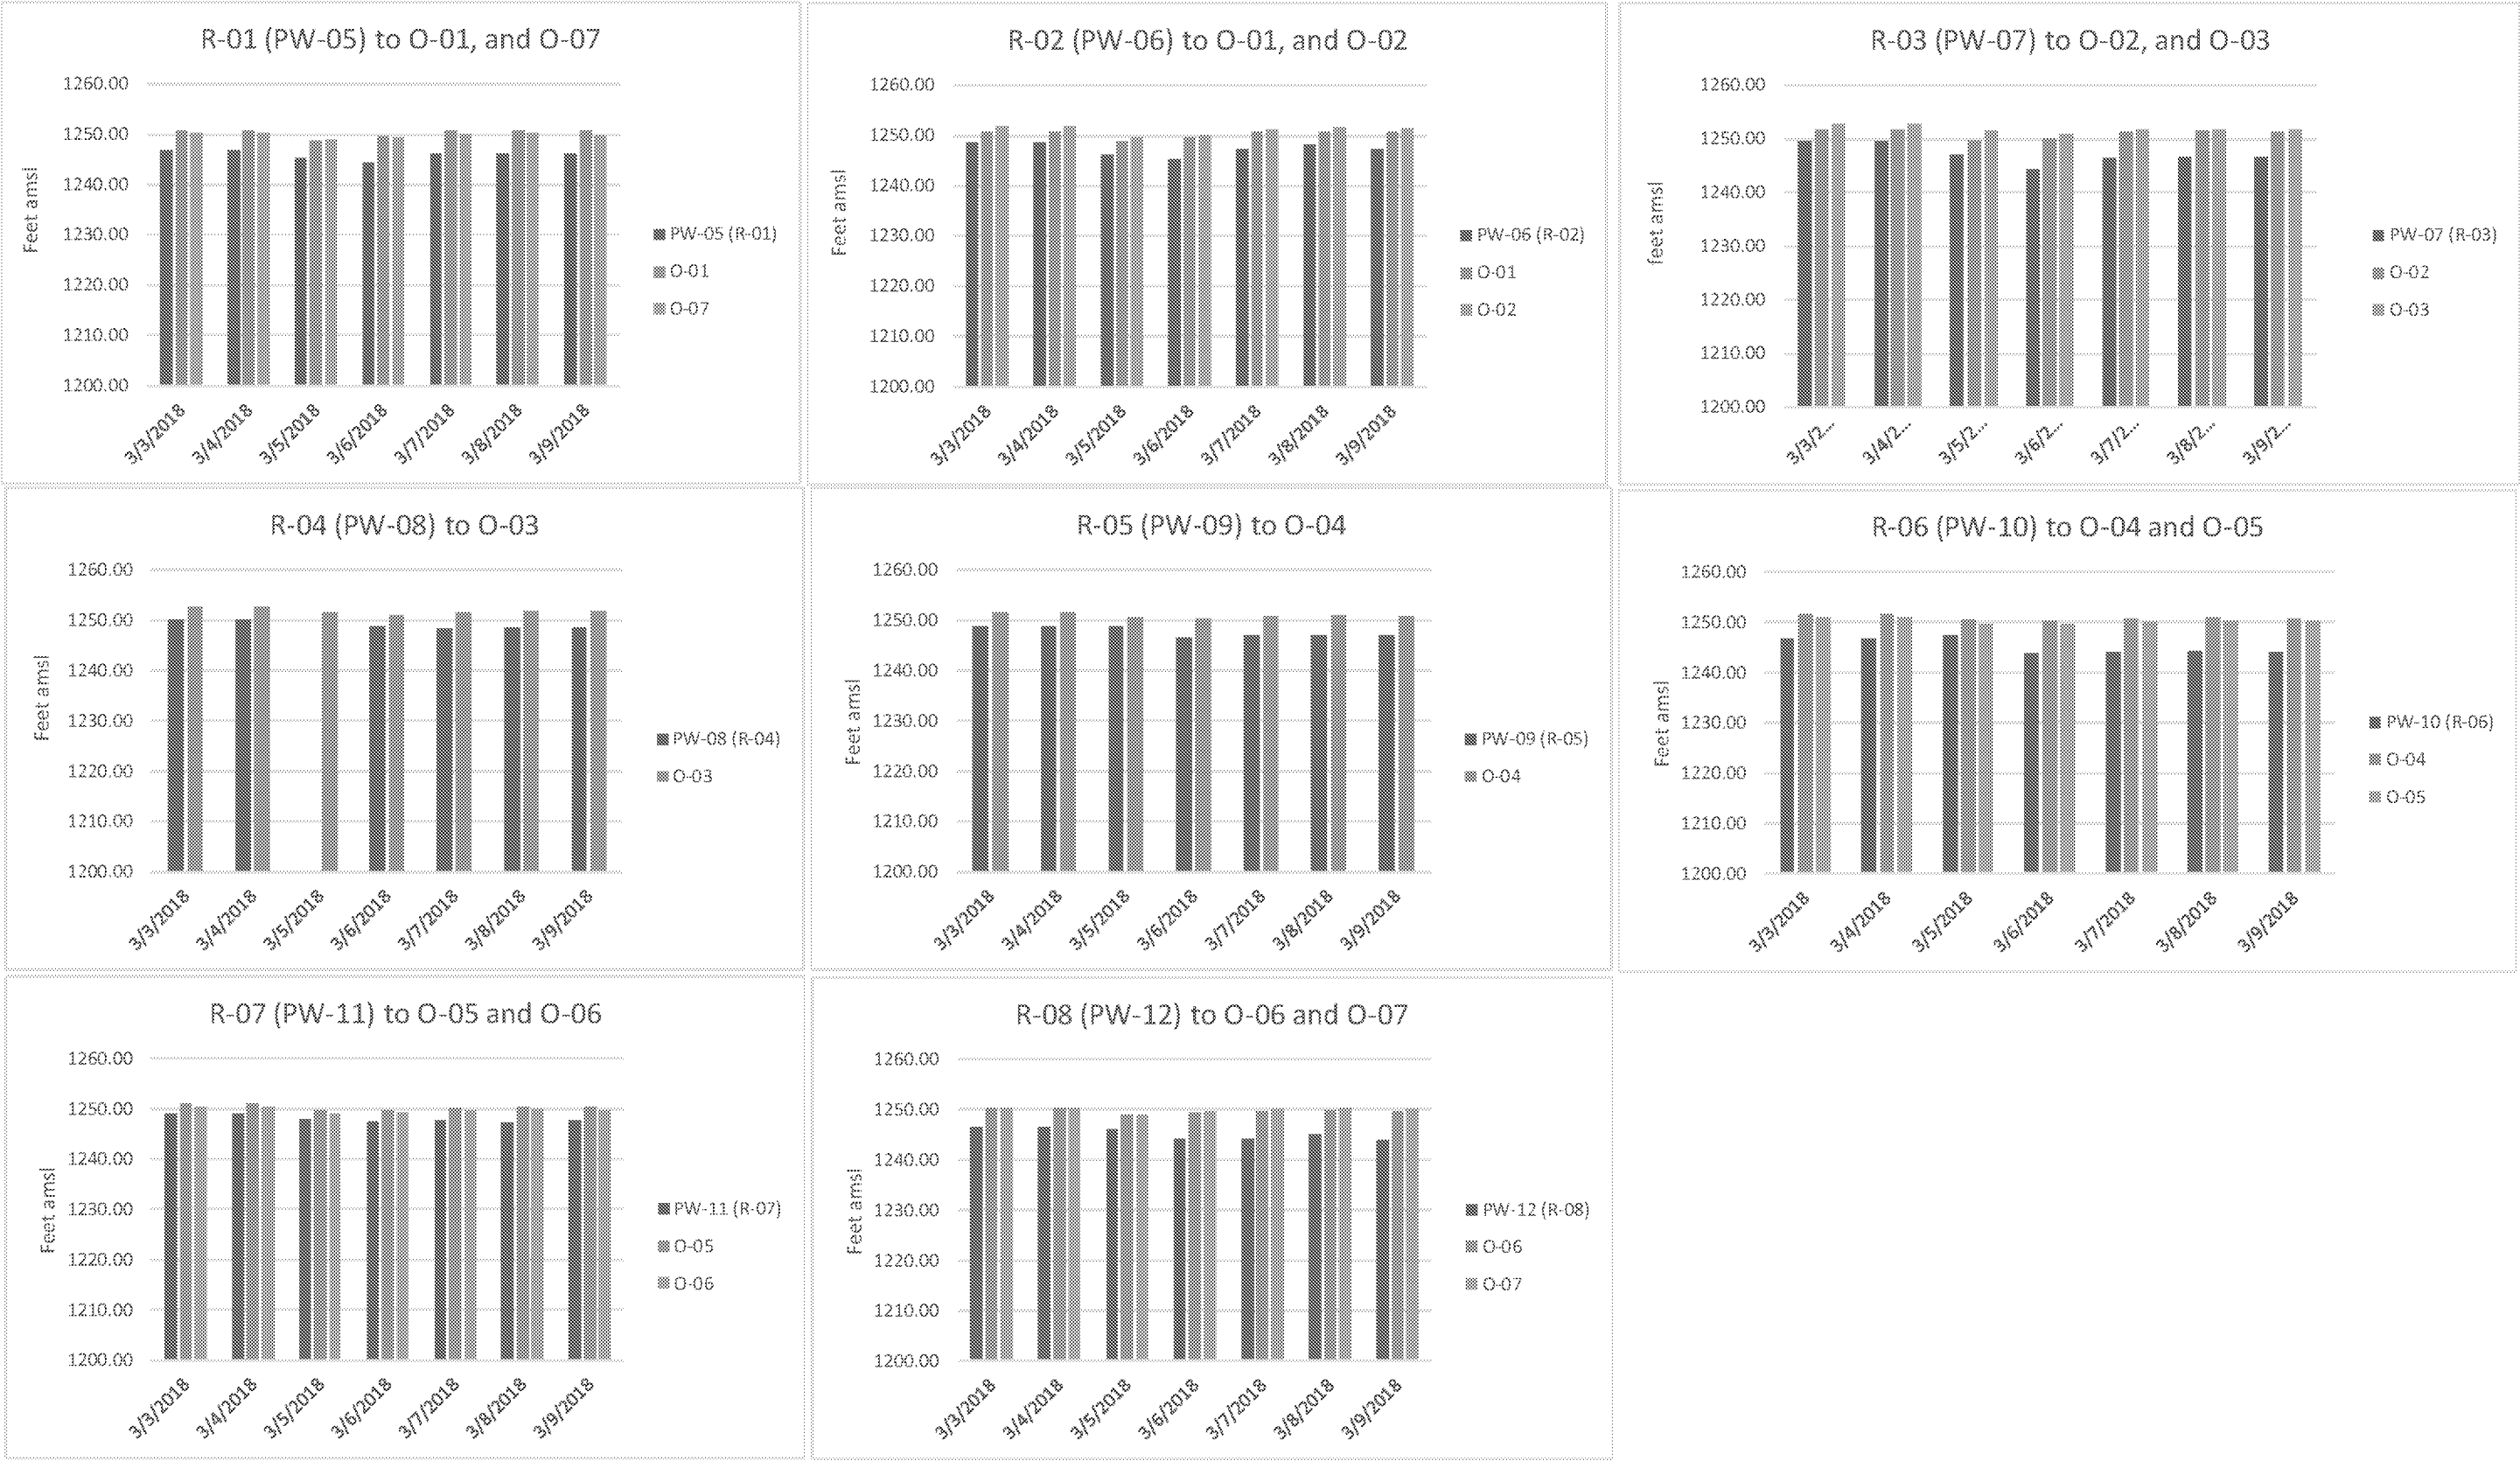 R-01 (PW-05) to O-01, and O-07
1260.00
1250.00
1240.00
1230.00
1220.00
1210.00
1200.00
Feet amsl
3/3/2018
3/4/2018
3/5/2018
3/6/2018
3/7/2018
3/8/2018
3/9/2018
PW-05 (R-01)
O-01
O-07
R-02 (PW-06) to O-01, and O-02
1260.00
1250.00
1240.00
1230.00
1220.00
1210.00
1200.00
Feet amsl
3/3/2018
3/4/2018
3/5/2018
3/6/2018
3/7/2018
3/8/2018
3/9/2018
PW-06 (R-02)
O-01
O-02
R-03 (PW-07) to O-02, and O-03
1260.00
1250.00
1240.00
1230.00
1220.00
1210.00
1200.00
feet amsl
3/3/2...
3/4/2...
3/5/2...
3/6/2...
3/7/2...
3/8/2...
3/9/2...
PW-07 (R-03)
O-02
O-03
R-04 (PW-08) to O-03
1260.00
1250.00
1240.00
1230.00
1220.00
1210.00
1200.00
Feet amsl
3/3/2018
3/4/2018
3/5/2018
3/6/2018
3/7/2018
3/8/2018
3/9/2018
PW-08 (R-04)
O-03
R-05 (PW-09) to O-04
1260.00
1250.00
1240.00
1230.00
1220.00
1210.00
1200.00
Feet amsl
3/3/2018
3/4/2018
3/5/2018
3/6/2018
3/7/2018
3/8/2018
3/9/2018
PW-09 (R-05)
O-04
R-06 (PW-10) to O-04 and O-05
1260.00
1250.00
1240.00
1230.00
1220.00
1210.00
1200.00
Feet amsl
3/3/2018
3/4/2018
3/5/2018
3/6/2018
3/7/2018
3/8/2018
3/9/2018
PW-10 (R-06)
O-04
O-05
R-07 (PW-11) to O-05 and O-06
1260.00
1250.00
1240.00
1230.00
1220.00
1210.00
1200.00
Feet amsl
3/3/2018
3/4/2018
3/5/2018
3/6/2018
3/7/2018
3/8/2018
3/9/2018
PW-11 (R-07)
O-05
O-06
R-08 (PW-12) to O-06 and O-07
1260.00
1250.00
1240.00
1230.00
1220.00
1210.00
1200.00
Feet amsl
3/3/2018
3/4/2018
3/5/2018
3/6/2018
3/7/2018
3/8/2018
3/9/2018
PW-12 (R-08)
O-06
O-07